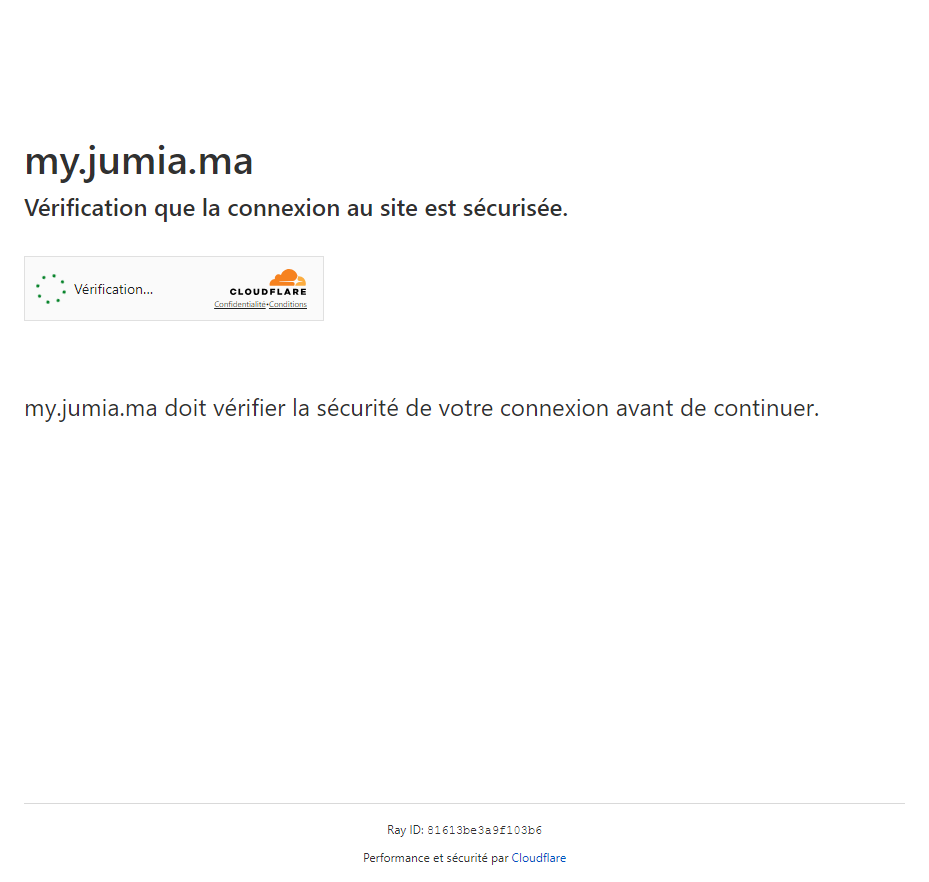 my.jumia.ma
Vérification que la connexion au site est sécurisée.
Vérification...
CLOUDFLARE
Confidentialité•Conditions
my.jumia.ma doit vérifier la sécurité de votre connexion avant de continuer.
Ray ID: 81613be3a9f103b6
Performance et sécurité par Cloudflare